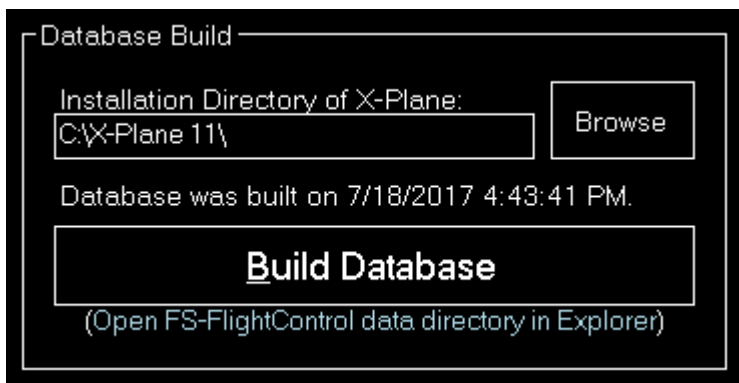 Database Build
Installation Directory of X-Plane:
C:\X-Plane 11\
Browse
Database was built on 7/18/2017 4:43:41 PM.
Build Database
(Open FS-FlightControl data directory in Explorer)